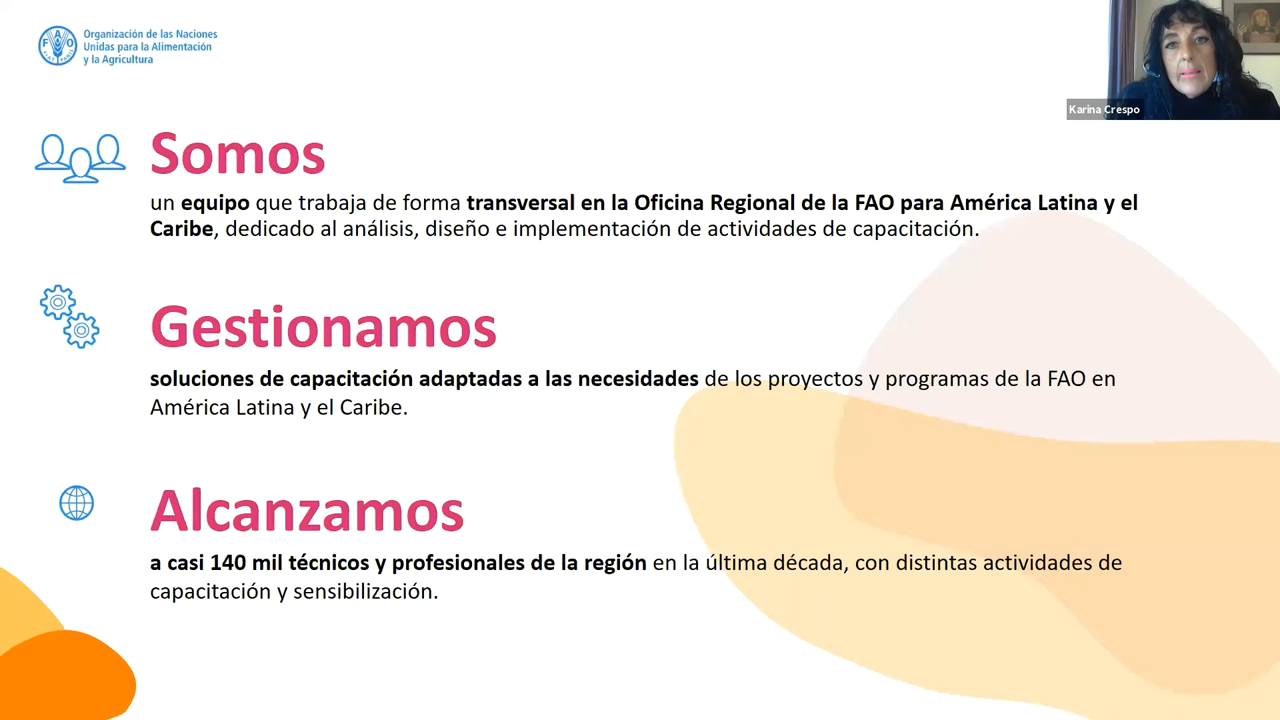 Organización de las Naciones
Unidas para la Alimentación
y la Agricultura
Karina Crespo
Somos
un equipo que trabaja de forma transversal en la Oficina Regional de la FAO para América Latina y el
Caribe, dedicado al análisis, diseño e implementación de actividades de capacitación.
Gestionamos
soluciones de capacitación adaptadas a las necesidades de los proyectos y programas de la FAO en
América Latina y el Caribe.
Alcanzamos
a casi 140 mil técnicos y profesionales de la región en la última década, con distintas actividades de
capacitación y sensibilización.